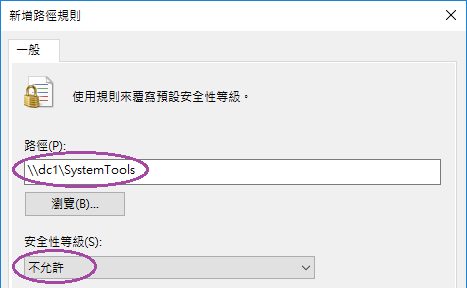 新增路徑規則
一般
使用規則來覆寫預設安全性等級。
路徑(P):
\\dc1\SystemTools
瀏覽(B)...
安全性等級(S):
不允許